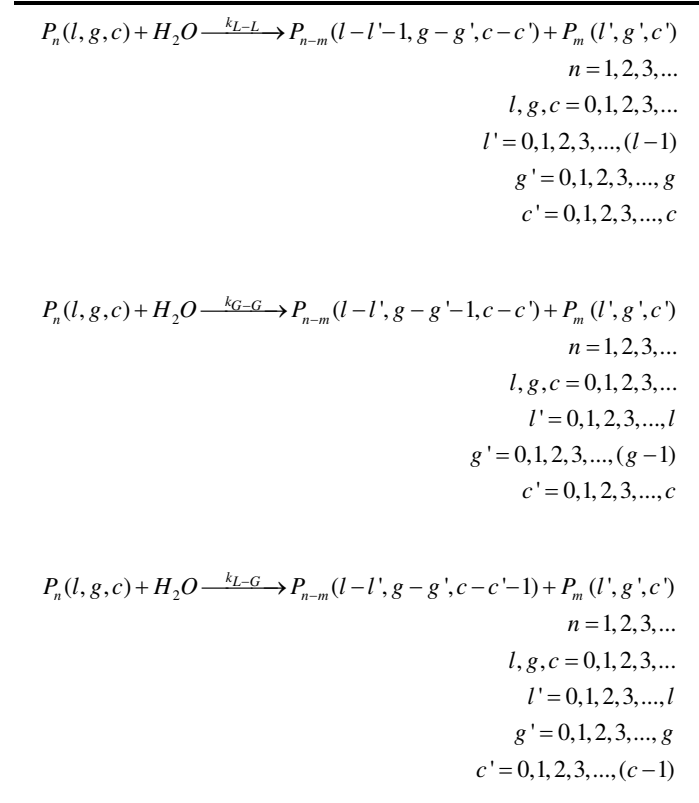 P_n(l,g,c)+H_2O —k_{L-L}→ P_{n-m}(l-l'-1,g-g',c-c')+P_m(l',g',c')
n=1,2,3,...
l,g,c=0,1,2,3,...
l'=0,1,2,3,...,(l-1)
g'=0,1,2,3,...,g
c'=0,1,2,3,...,c
P_n(l,g,c)+H_2O —k_{G-G}→ P_{n-m}(l-l',g-g'-1,c-c')+P_m(l',g',c')
n=1,2,3,...
l,g,c=0,1,2,3,...
l'=0,1,2,3,...,l
g'=0,1,2,3,...,(g-1)
c'=0,1,2,3,...,c
P_n(l,g,c)+H_2O —k_{L-G}→ P_{n-m}(l-l',g-g',c-c'-1)+P_m(l',g',c')
n=1,2,3,...
l,g,c=0,1,2,3,...
l'=0,1,2,3,...,l
g'=0,1,2,3,...,g
c'=0,1,2,3,...,(c-1)